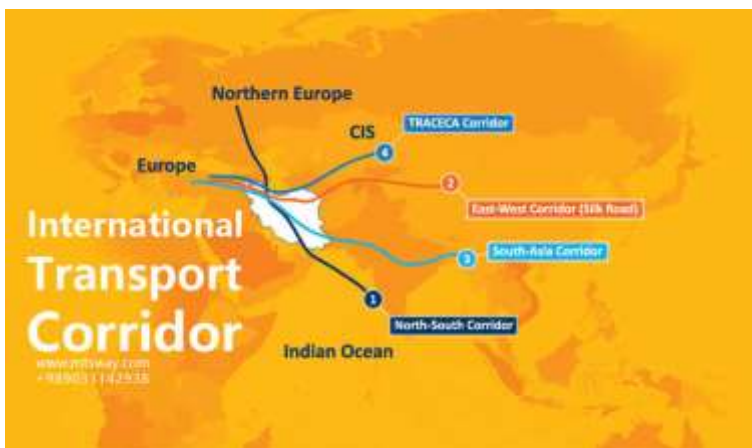 Northern Europe
CIS
TRACECA Corridor
4
Europe
2
East-West Corridor (Silk Road)
International
Transport
Corridor
South-Asia Corridor
3
1
North-South Corridor
Indian Ocean
www.mtsway.com
+989051142938